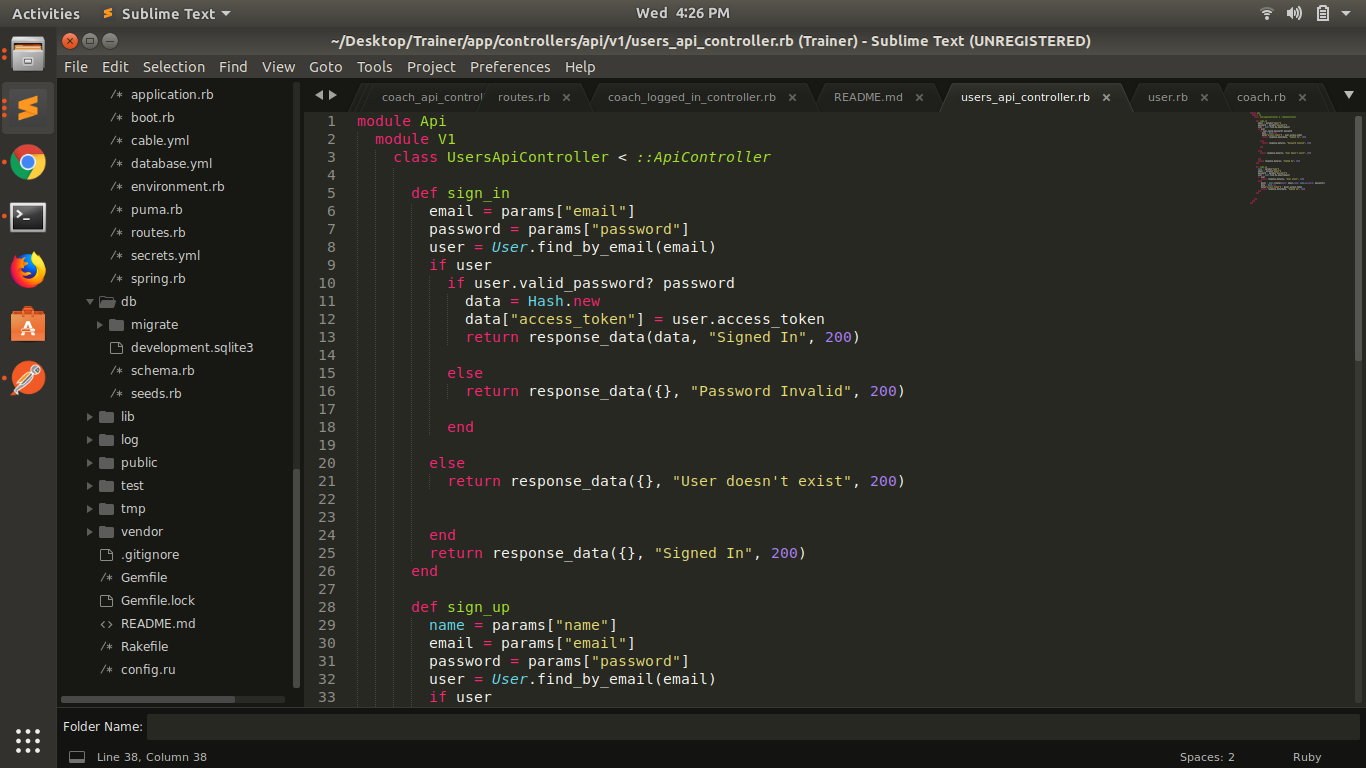 Activities Sublime Text Wed 4:26 PM
~/Desktop/Trainer/app/controllers/api/v1/users_api_controller.rb (Trainer) - Sublime Text (UNREGISTERED)
File Edit Selection Find View Goto Tools Project Preferences Help
/* application.rb
/* boot.rb
/* cable.yml
/* database.yml
/* environment.rb
/* puma.rb
/* routes.rb
/* secrets.yml
/* spring.rb
db
migrate
development.sqlite3
/* schema.rb
/* seeds.rb
lib
log
public
test
tmp
vendor
.gitignore
/* Gemfile
Gemfile.lock
<> README.md
/* Rakefile
/* config.ru
coach_api_control routes.rb coach_logged_in_controller.rb README.md users_api_controller.rb user.rb coach.rb
1 module Api
2 module V1
3 class UsersApiController < ::ApiController
4
5 def sign_in
6 email = params["email"]
7 password = params["password"]
8 user = User.find_by_email(email)
9 if user
10 if user.valid_password? password
11 data = Hash.new
12 data["access_token"] = user.access_token
13 return response_data(data, "Signed In", 200)
14
15 else
16 return response_data({}, "Password Invalid", 200)
17
18 end
19
20 else
21 return response_data({}, "User doesn't exist", 200)
22
23
24 end
25 return response_data({}, "Signed In", 200)
26 end
27
28 def sign_up
29 name = params["name"]
30 email = params["email"]
31 password = params["password"]
32 user = User.find_by_email(email)
33 if user
Folder Name:
Line 38, Column 38 Spaces: 2 Ruby